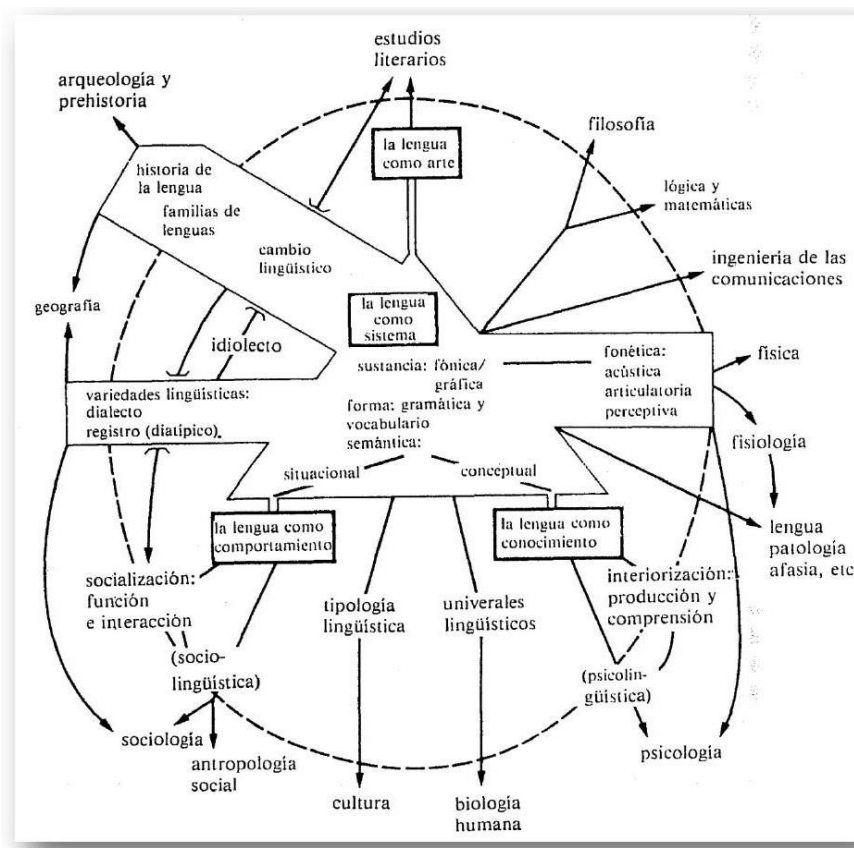 estudios
literarios
arqueología y
prehistoria
filosofía
la lengua
como arte
historia de
la lengua
familias de
lenguas
lógica y
matemáticas
cambio
lingüístico
ingeniería de las
comunicaciones
geografía
la lengua
como
sistema
idiolecto
sustancia: fónica/
gráfica
forma: gramática y
vocabulario
semántica:
fonética:
acústica
articulatoria
perceptiva
física
variedades lingüísticas:
dialecto
registro (diatípico).
fisiología
situacional
conceptual
la lengua como
comportamiento
la lengua como
conocimiento
lengua
patología
afasia, etc
socialización:
función
e interacción
tipología
lingüística
univerales
lingüísticos
interiorización:
producción y
comprensión
(socio-
lingüística)
(psicolin-
güística)
sociología
antropología
social
psicología
cultura
biología
humana